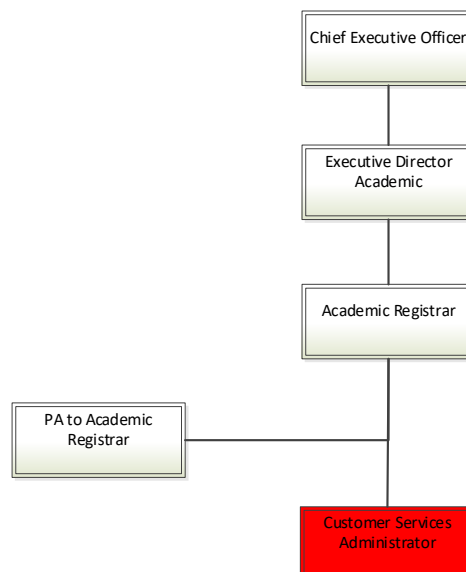 Chief Executive Officer
Executive Director
Academic
Academic Registrar
PA to Academic
Registrar
Customer Services
Administrator